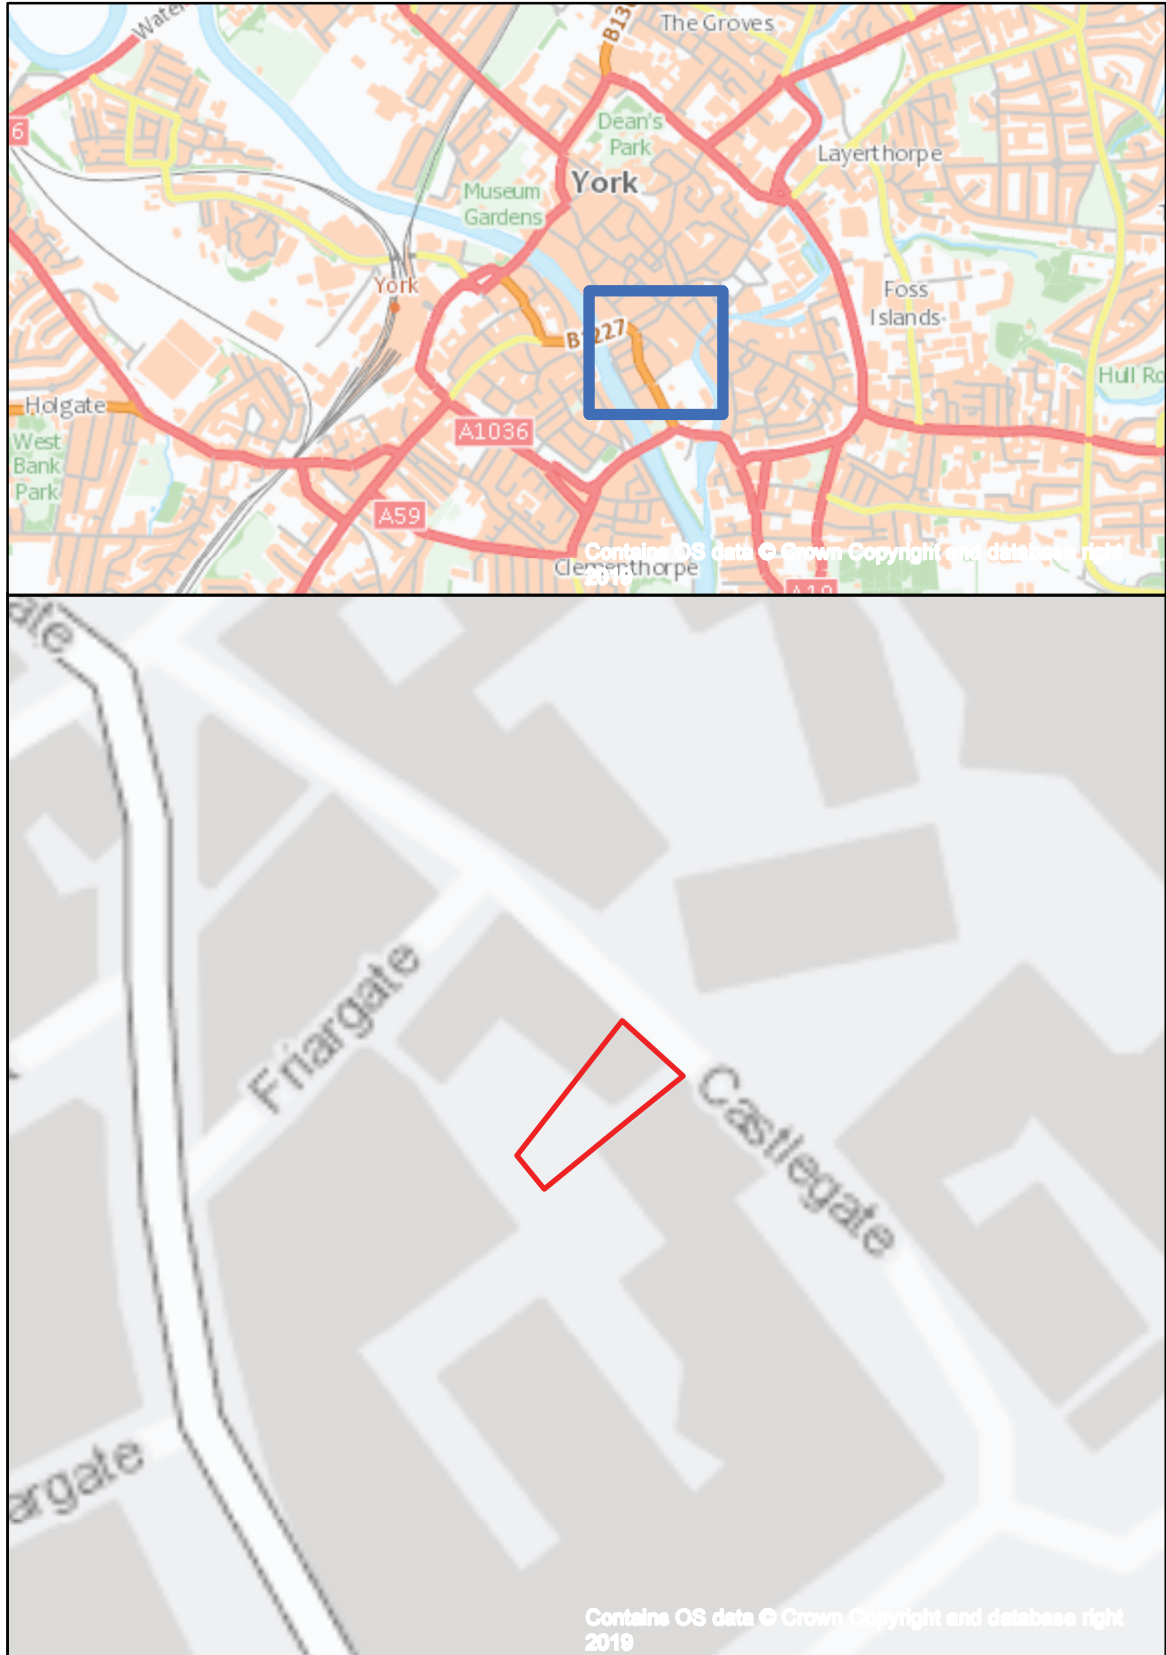 The Groves
Dean's
Park
Layerthorpe
York
Museum
Gardens
York
Foss
Islands
B1227
Hull Ro
Holgate
A1036
West
Bank
Park
A59
Contains OS data © Crown Copyright and database right
2019
Clementhorpe
A19
6
Water
B13
ate
Friargate
Castlegate
argate
Contains OS data © Crown Copyright and database right
2019